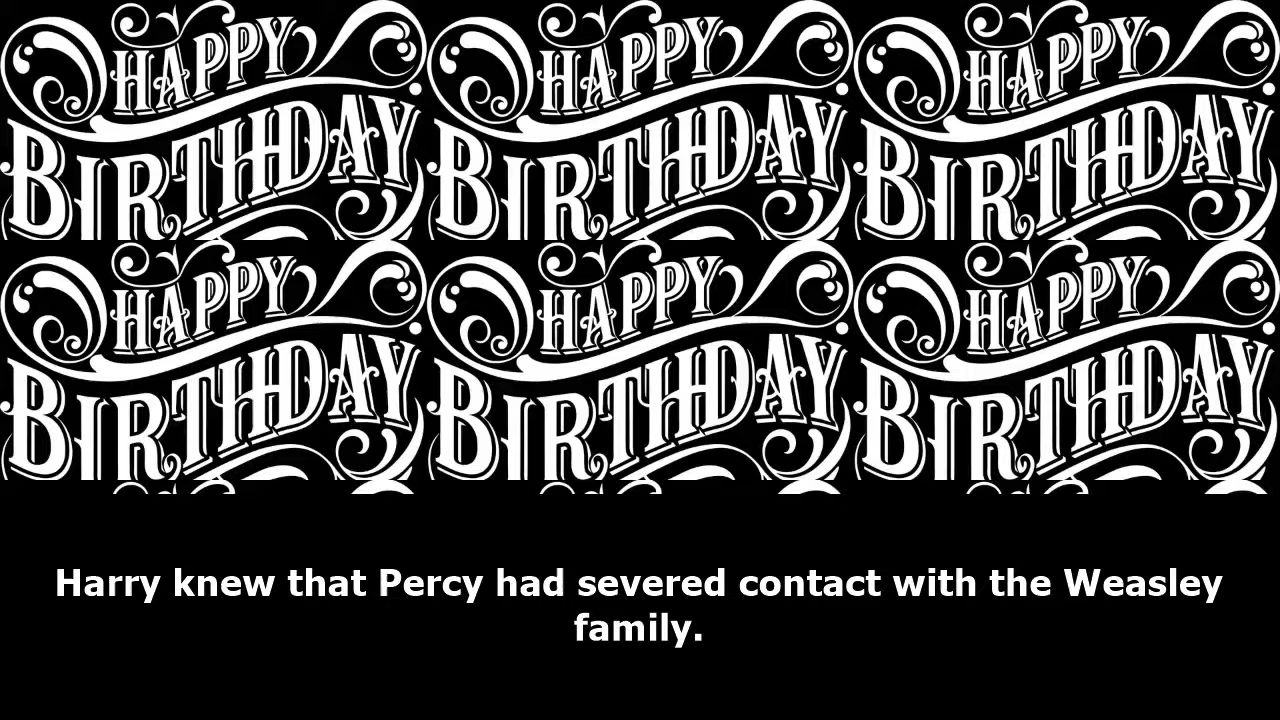 HAPPY HAPPY HAPPY
BIRTHDAY BIRTHDAY BIRTHDAY
HAPPY HAPPY HAPPY
BIRTHDAY BIRTHDAY BIRTHDAY
Harry knew that Percy had severed contact with the Weasley
family.